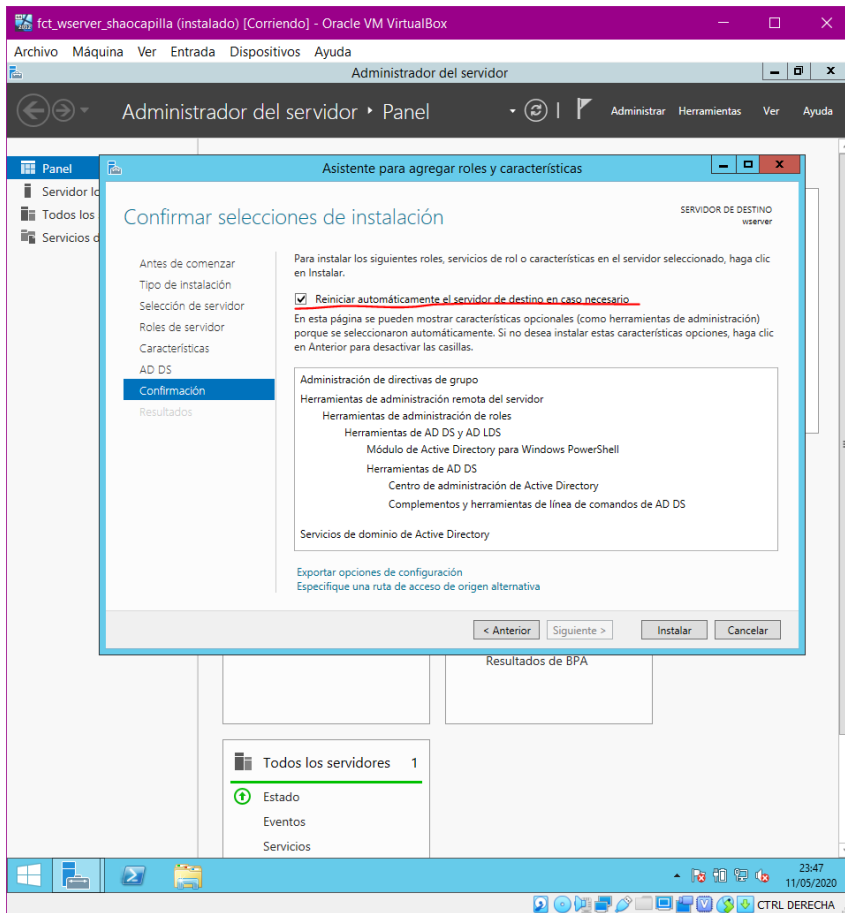 fct_wserver_shaocapilla (instalado) [Corriendo] - Oracle VM VirtualBox
Archivo Máquina Ver Entrada Dispositivos Ayuda
Administrador del servidor
Administrador del servidor Panel
Administrar Herramientas Ver Ayuda
Panel
Servidor lo
Todos los
Servicios d
Asistente para agregar roles y características
Confirmar selecciones de instalación
SERVIDOR DE DESTINO
wserver
Antes de comenzar
Tipo de instalación
Selección de servidor
Roles de servidor
Características
AD DS
Confirmación
Resultados
Para instalar los siguientes roles, servicios de rol o características en el servidor seleccionado, haga clic
en Instalar.
Reiniciar automáticamente el servidor de destino en caso necesario
En esta página se pueden mostrar características opcionales (como herramientas de administración)
porque se seleccionaron automáticamente. Si no desea instalar estas características opciones, haga clic
en Anterior para desactivar las casillas.
Administración de directivas de grupo
Herramientas de administración remota del servidor
Herramientas de administración de roles
Herramientas de AD DS y AD LDS
Módulo de Active Directory para Windows PowerShell
Herramientas de AD DS
Centro de administración de Active Directory
Complementos y herramientas de línea de comandos de AD DS
Servicios de dominio de Active Directory
Exportar opciones de configuración
Especifique una ruta de acceso de origen alternativa
< Anterior Siguiente > Instalar Cancelar
Resultados de BPA
Todos los servidores 1
Estado
Eventos
Servicios
23:47
11/05/2020
CTRL DERECHA